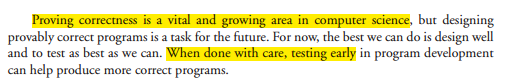 Proving correctness is a vital and growing area in computer science, but designing
provably correct programs is a task for the future. For now, the best we can do is design well
and to test as best as we can. When done with care, testing early in program development
can help produce more correct programs.